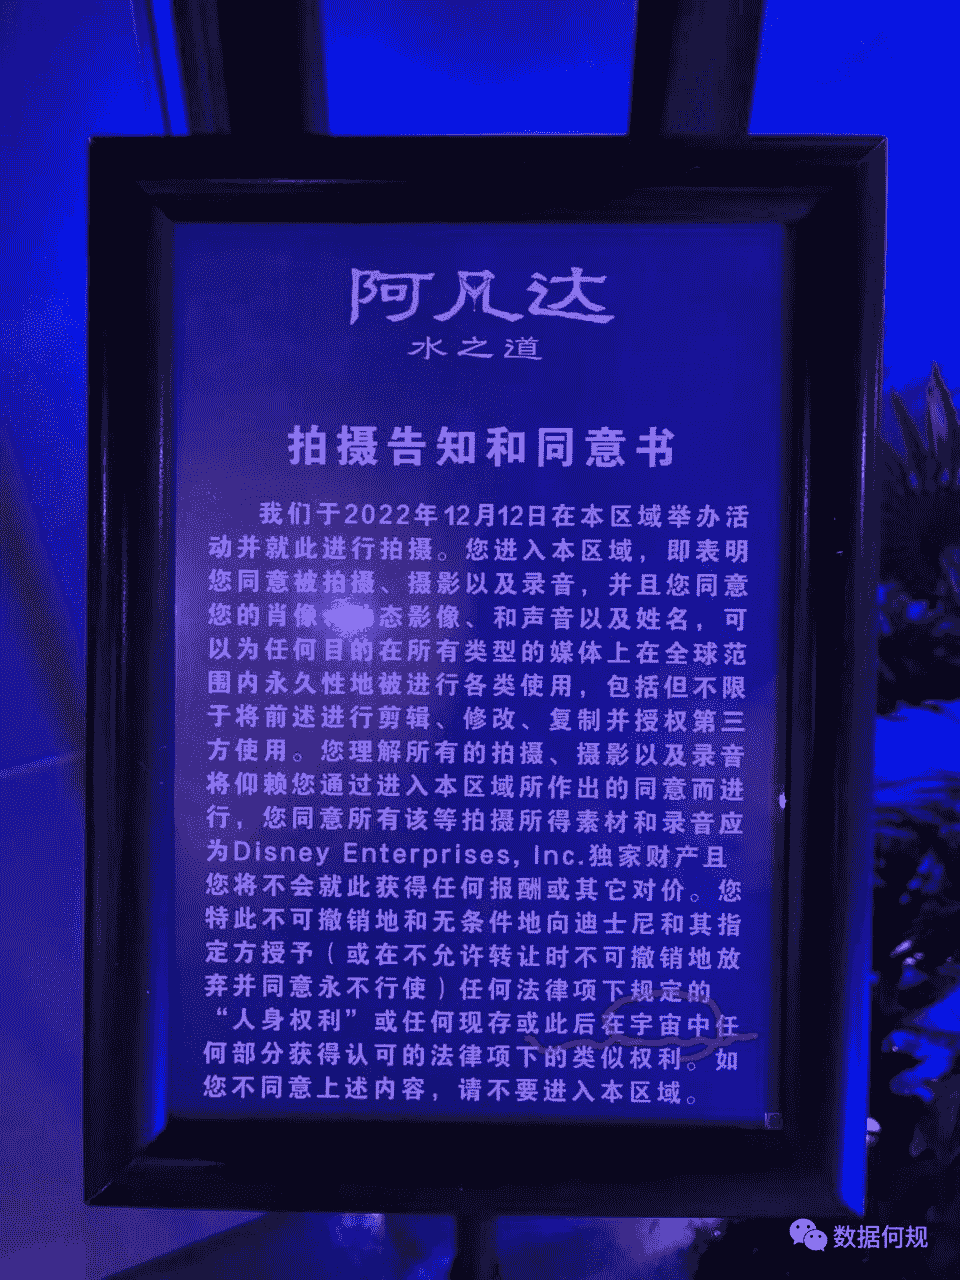 阿凡达
水之道
拍摄告知和同意书
我们于2022年12月12日在本区域举办活
动并就此进行拍摄。您进入本区域，即表明
您同意被拍摄、摄影以及录音，并且您同意
您的肖像 态影像、和声音以及姓名，可
以为任何目的在所有类型的媒体上在全球范
围内永久性地被进行各类使用，包括但不限
于将前述进行剪辑、修改、复制并授权第三
方使用。您理解所有的拍摄、摄影以及录音
将仰赖您通过进入本区域所作出的同意而进
行，您同意所有该等拍摄所得素材和录音应
为Disney Enterprises, Inc.独家财产且
您将不会就此获得任何报酬或其它对价。您
特此不可撤销地和无条件地向迪士尼和其指
定方授予（或在不允许转让时不可撤销地放
弃并同意永不行使）任何法律项下规定的
“人身权利”或任何现存或此后在宇宙中任
何部分获得认可的法律项下的类似权利。如
您不同意上述内容，请不要进入本区域。
数据何规